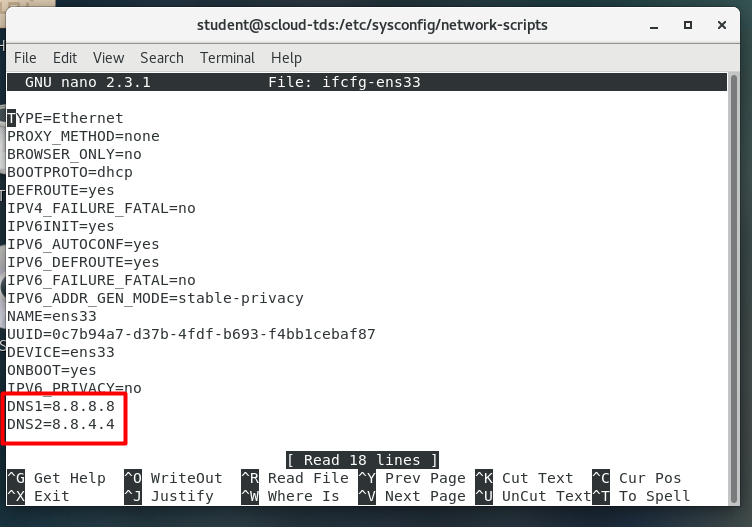 student@scloud-tds:/etc/sysconfig/network-scripts
File Edit View Search Terminal Help
GNU nano 2.3.1 File: ifcfg-ens33
TYPE=Ethernet
PROXY_METHOD=none
BROWSER_ONLY=no
BOOTPROTO=dhcp
DEFROUTE=yes
IPV4_FAILURE_FATAL=no
IPV6INIT=yes
IPV6_AUTOCONF=yes
IPV6_DEFROUTE=yes
IPV6_FAILURE_FATAL=no
IPV6_ADDR_GEN_MODE=stable-privacy
NAME=ens33
UUID=0c7b94a7-d37b-4fdf-b693-f4bb1cebaf87
DEVICE=ens33
ONBOOT=yes
IPV6_PRIVACY=no
DNS1=8.8.8.8
DNS2=8.8.4.4
[ Read 18 lines ]
^G Get Help ^O WriteOut ^R Read File ^Y Prev Page ^K Cut Text ^C Cur Pos
^X Exit ^J Justify ^W Where Is ^V Next Page ^U UnCut Text ^T To Spell